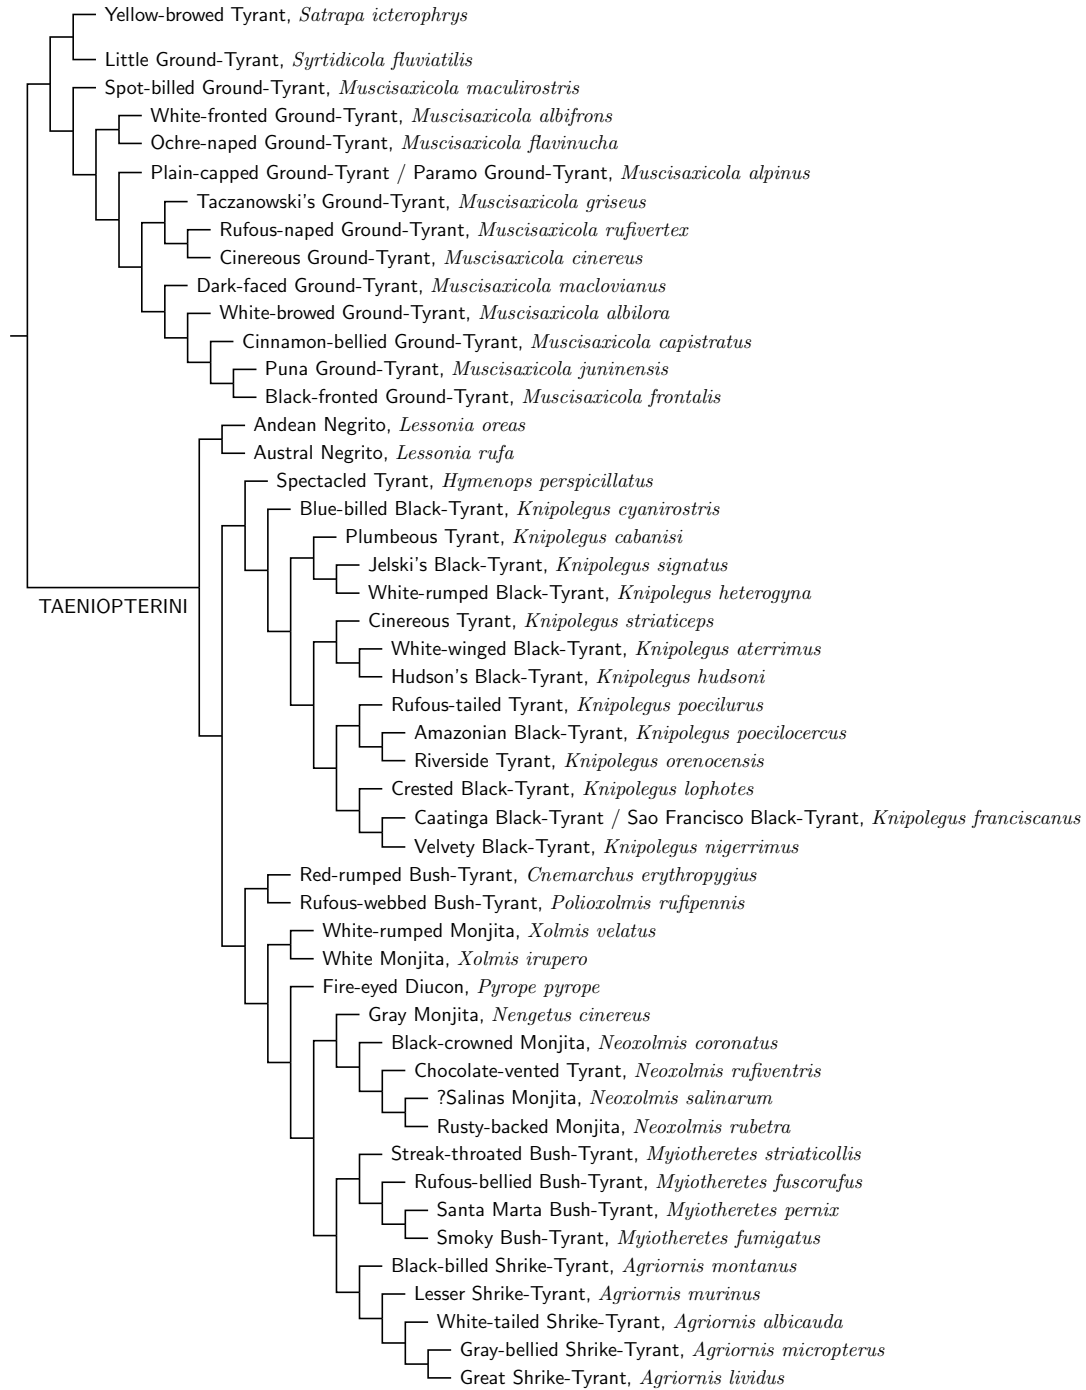 Yellow-browed Tyrant, Satrapa icterophrys
Little Ground-Tyrant, Syrtidicola fluviatilis
Spot-billed Ground-Tyrant, Muscisaxicola maculirostris
White-fronted Ground-Tyrant, Muscisaxicola albifrons
Ochre-naped Ground-Tyrant, Muscisaxicola flavinucha
Plain-capped Ground-Tyrant / Paramo Ground-Tyrant, Muscisaxicola alpinus
Taczanowski's Ground-Tyrant, Muscisaxicola griseus
Rufous-naped Ground-Tyrant, Muscisaxicola rufivertex
Cinereous Ground-Tyrant, Muscisaxicola cinereus
Dark-faced Ground-Tyrant, Muscisaxicola maclovianus
White-browed Ground-Tyrant, Muscisaxicola albilora
Cinnamon-bellied Ground-Tyrant, Muscisaxicola capistratus
Puna Ground-Tyrant, Muscisaxicola juninensis
Black-fronted Ground-Tyrant, Muscisaxicola frontalis
Andean Negrito, Lessonia oreas
Austral Negrito, Lessonia rufa
Spectacled Tyrant, Hymenops perspicillatus
Blue-billed Black-Tyrant, Knipolegus cyanirostris
Plumbeous Tyrant, Knipolegus cabanisi
Jelski's Black-Tyrant, Knipolegus signatus
White-rumped Black-Tyrant, Knipolegus heterogyna
TAENIOPTERINI
Cinereous Tyrant, Knipolegus striaticeps
White-winged Black-Tyrant, Knipolegus aterrimus
Hudson's Black-Tyrant, Knipolegus hudsoni
Rufous-tailed Tyrant, Knipolegus poecilurus
Amazonian Black-Tyrant, Knipolegus poecilocercus
Riverside Tyrant, Knipolegus orenocensis
Crested Black-Tyrant, Knipolegus lophotes
Caatinga Black-Tyrant / Sao Francisco Black-Tyrant, Knipolegus franciscanus
Velvety Black-Tyrant, Knipolegus nigerrimus
Red-rumped Bush-Tyrant, Cnemarchus erythropygius
Rufous-webbed Bush-Tyrant, Polioxolmis rufipennis
White-rumped Monjita, Xolmis velatus
White Monjita, Xolmis irupero
Fire-eyed Diucon, Pyrope pyrope
Gray Monjita, Nengetus cinereus
Black-crowned Monjita, Neoxolmis coronatus
Chocolate-vented Tyrant, Neoxolmis rufiventris
?Salinas Monjita, Neoxolmis salinarum
Rusty-backed Monjita, Neoxolmis rubetra
Streak-throated Bush-Tyrant, Myiotheretes striaticollis
Rufous-bellied Bush-Tyrant, Myiotheretes fuscorufus
Santa Marta Bush-Tyrant, Myiotheretes pernix
Smoky Bush-Tyrant, Myiotheretes fumigatus
Black-billed Shrike-Tyrant, Agriornis montanus
Lesser Shrike-Tyrant, Agriornis murinus
White-tailed Shrike-Tyrant, Agriornis albicauda
Gray-bellied Shrike-Tyrant, Agriornis micropterus
Great Shrike-Tyrant, Agriornis lividus